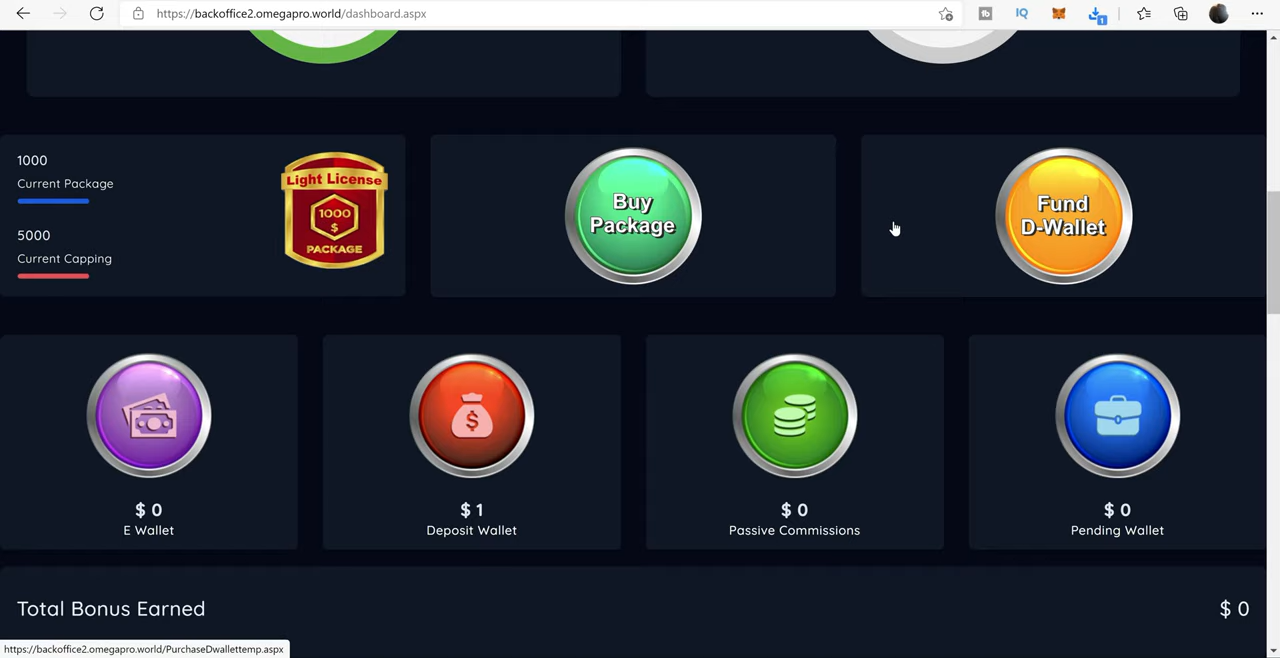 https://backoffice2.omegapro.world/dashboard.aspx
tb
IQ
1
1000
Current Package
5000
Current Capping
Light License
1000
$
PACKAGE
Buy
Package
Fund
D-Wallet
$
$ 0
E Wallet
$ 1
Deposit Wallet
$ 0
Passive Commissions
$ 0
Pending Wallet
Total Bonus Earned
$ 0
https://backoffice2.omegapro.world/PurchaseDwallettemp.aspx